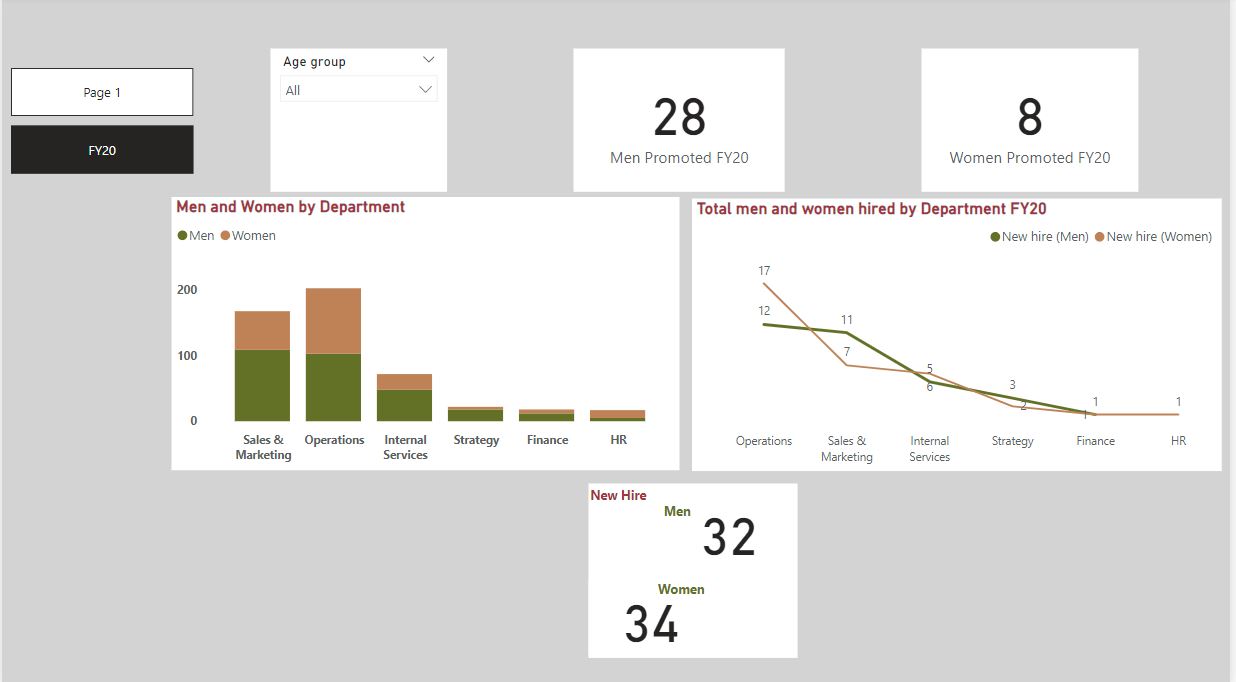 Page 1
FY20
Age group
All
28
Men Promoted FY20
8
Women Promoted FY20
Men and Women by Department
Men Women
200
100
0
Sales &
Marketing
Operations
Internal
Services
Strategy
Finance
HR
Total men and women hired by Department FY20
New hire (Men) New hire (Women)
17
12
11
7
5
6
3
2
1
1
1
Operations
Sales &
Marketing
Internal
Services
Strategy
Finance
HR
New Hire
Men
32
Women
34